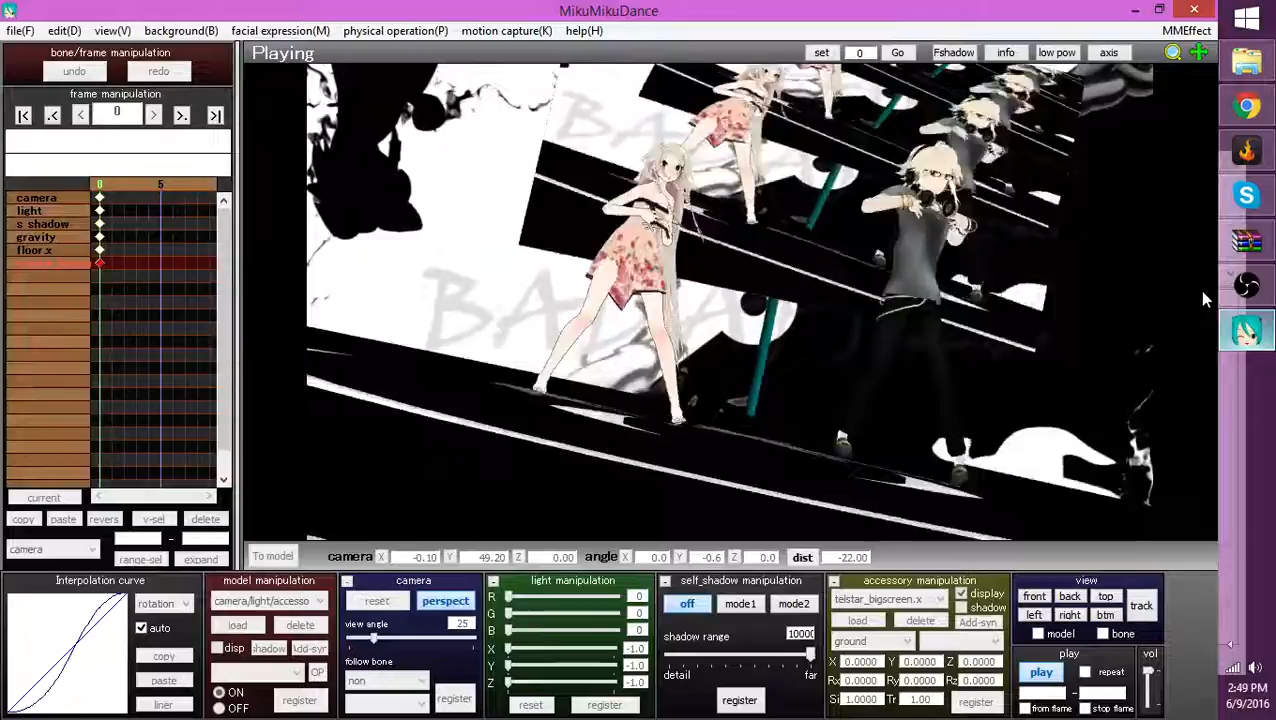 MikuMikuDance
file(F) edit(D) view(V) background(B) facial expression(M) physical operation(P) motion capture(K) help(H) MMEffect
bone/frame manipulation
undo redo
frame manipulation
0
Playing
set 0 Go Fshadow info low pow axis
0 5
camera
light
s shadow
gravity
floor.x
current
copy paste revers v-sel delete
camera - range-sel expand
To model camera X -0.10 Y 49.20 Z 0.00 angle X 0.0 Y -0.6 Z 0.0 dist -22.00
Interpolation curve
rotation
auto
copy
paste
liner
model manipulation
camera/light/accesso
load delete
disp shadow Add-syn
OP
ON
OFF
register
camera
reset perspect
view angle 25
follow bone
non
register
light manipulation
R 0
G 0
B 0
X -1.0
Y -1.0
Z -1.0
reset register
self_shadow manipulation
off mode1 mode2
shadow range 10000
detail far
register
accessory manipulation
telstar_bigscreen.x
display
shadow
load delete Add-syn
ground
X 0.0000 Y 0.0000 Z 0.0000
Rx 0.0000 Ry 0.0000 Rz 0.0000
Si 1.0000 Tr 1.00 register
view
front back top
left right btm
track
model bone
play
play repeat
-
from flame stop flame
vol
2:49 PM
6/9/2016